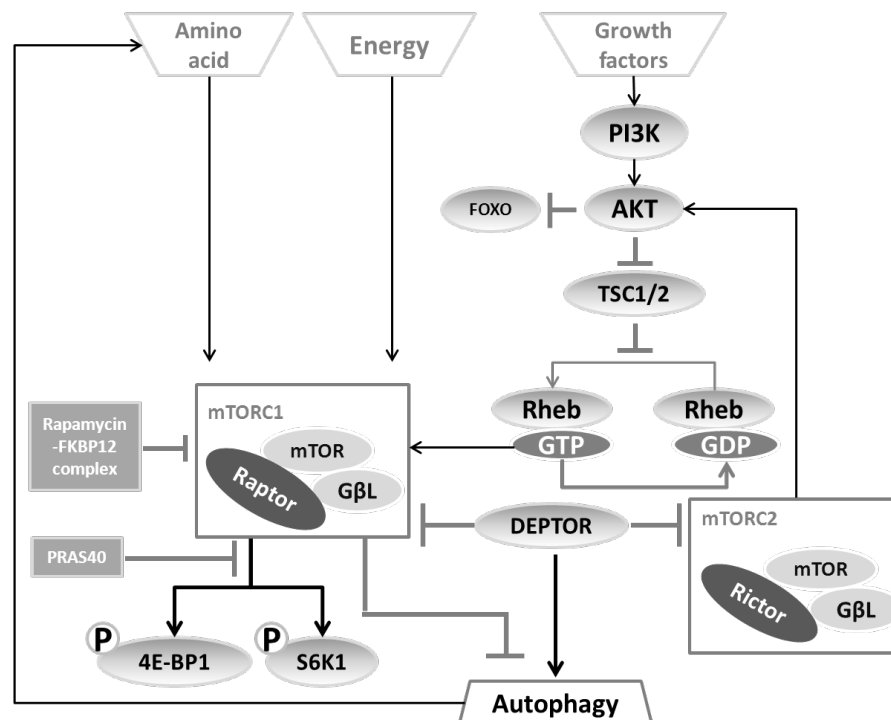 Amino
acid
Energy
Growth
factors
PI3K
FOXO
AKT
TSC1/2
mTORC1
Rheb
Rheb
Rapamycin
-FKBP12
complex
mTOR
GTP
GDP
Raptor
GβL
DEPTOR
mTORC2
PRAS40
mTOR
Rictor
GβL
P
4E-BP1
P
S6K1
Autophagy